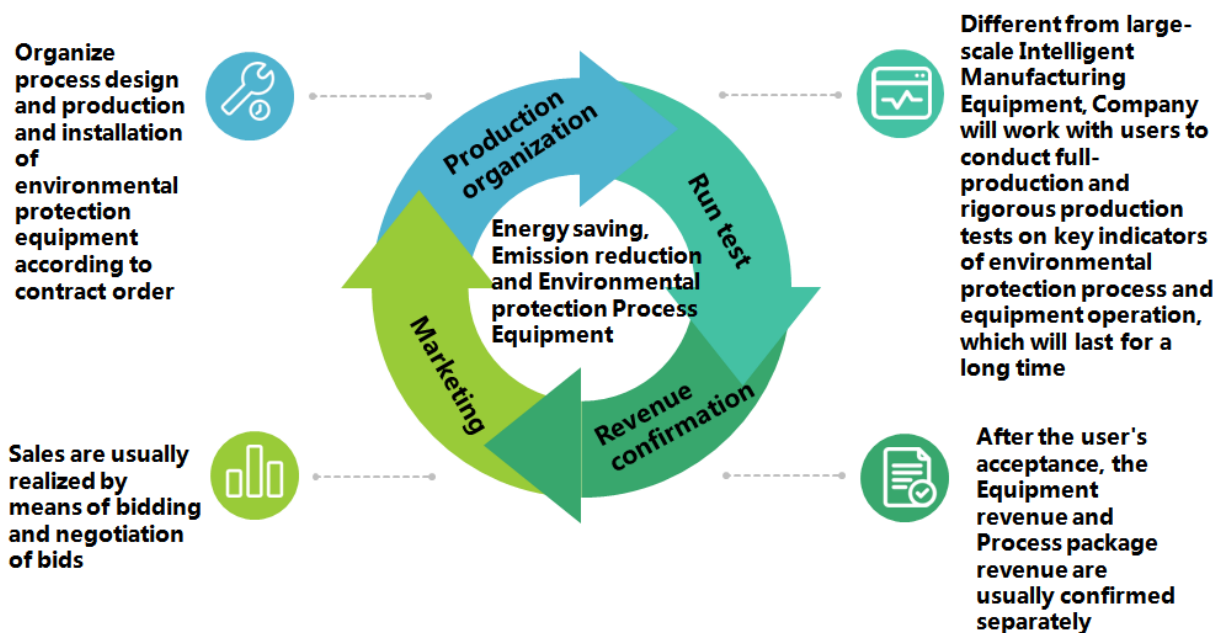 Organize
process design
and production
and installation
of
environmental
protection
equipment
according to
contract order
Production
organization
Run test
Different from large-
scale Intelligent
Manufacturing
Equipment, Company
will work with users to
conduct full-
production and
rigorous production
tests on key indicators
of environmental
protection process and
equipment operation,
which will last for a
long time
Energy saving,
Emission reduction
and Environmental
protection Process
Equipment
Marketing
Revenue
confirmation
Sales are usually
realized by
means of bidding
and negotiation
of bids
After the user's
acceptance, the
Equipment
revenue and
Process package
revenue are
usually confirmed
separately